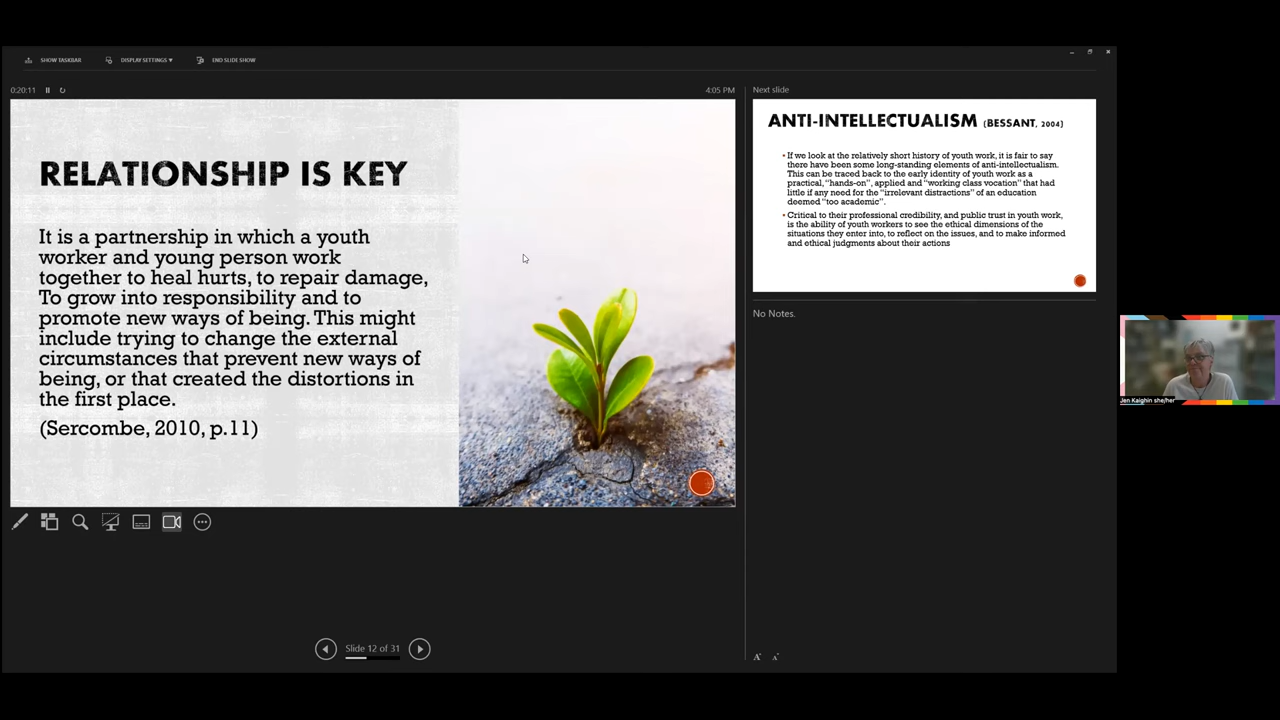 SHOW TASKBAR
DISPLAY SETTINGS ▼
END SLIDE SHOW
0:20:11
4:05 PM
RELATIONSHIP IS KEY
It is a partnership in which a youth
worker and young person work
together to heal hurts, to repair damage,
To grow into responsibility and to
promote new ways of being. This might
include trying to change the external
circumstances that prevent new ways of
being, or that created the distortions in
the first place.
(Sercombe, 2010, p.11)
Slide 12 of 31
Next slide
ANTI-INTELLECTUALISM (BESSANT, 2004)
• If we look at the relatively short history of youth work, it is fair to say
there have been some long-standing elements of anti-intellectualism.
This can be traced back to the early identity of youth work as a
practical, "hands-on", applied and "working class vocation" that had
little if any need for the "irrelevant distractions" of an education
deemed "too academic".
• Critical to their professional credibility, and public trust in youth work,
is the ability of youth workers to see the ethical dimensions of the
situations they enter into, to reflect on the issues, and to make informed
and ethical judgments about their actions
No Notes.
A A
Jen Kaighin she/her